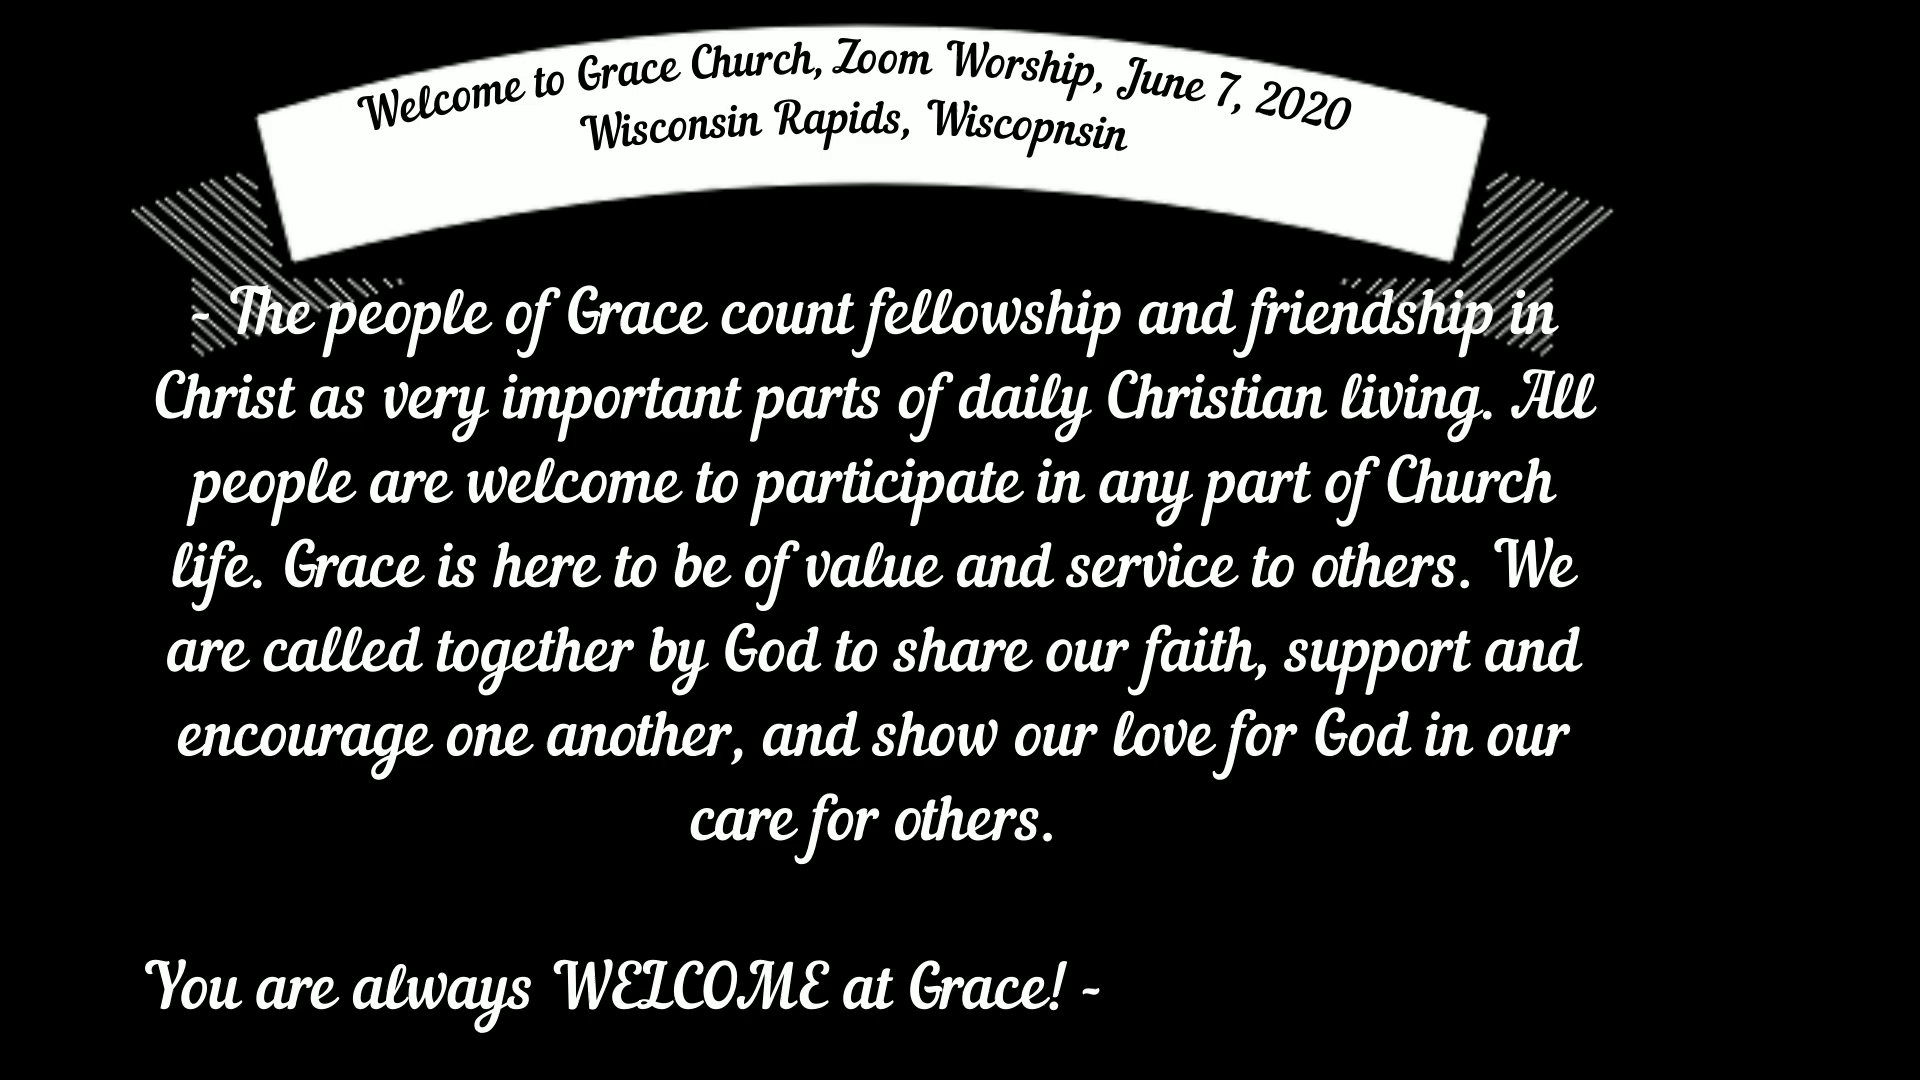 Welcome to Grace Church, Zoom Worship, June 7, 2020
Wisconsin Rapids, Wiscopnsin
~ The people of Grace count fellowship and friendship in
Christ as very important parts of daily Christian living. All
people are welcome to participate in any part of Church
life. Grace is here to be of value and service to others. We
are called together by God to share our faith, support and
encourage one another, and show our love for God in our
care for others.
You are always WELCOME at Grace! ~